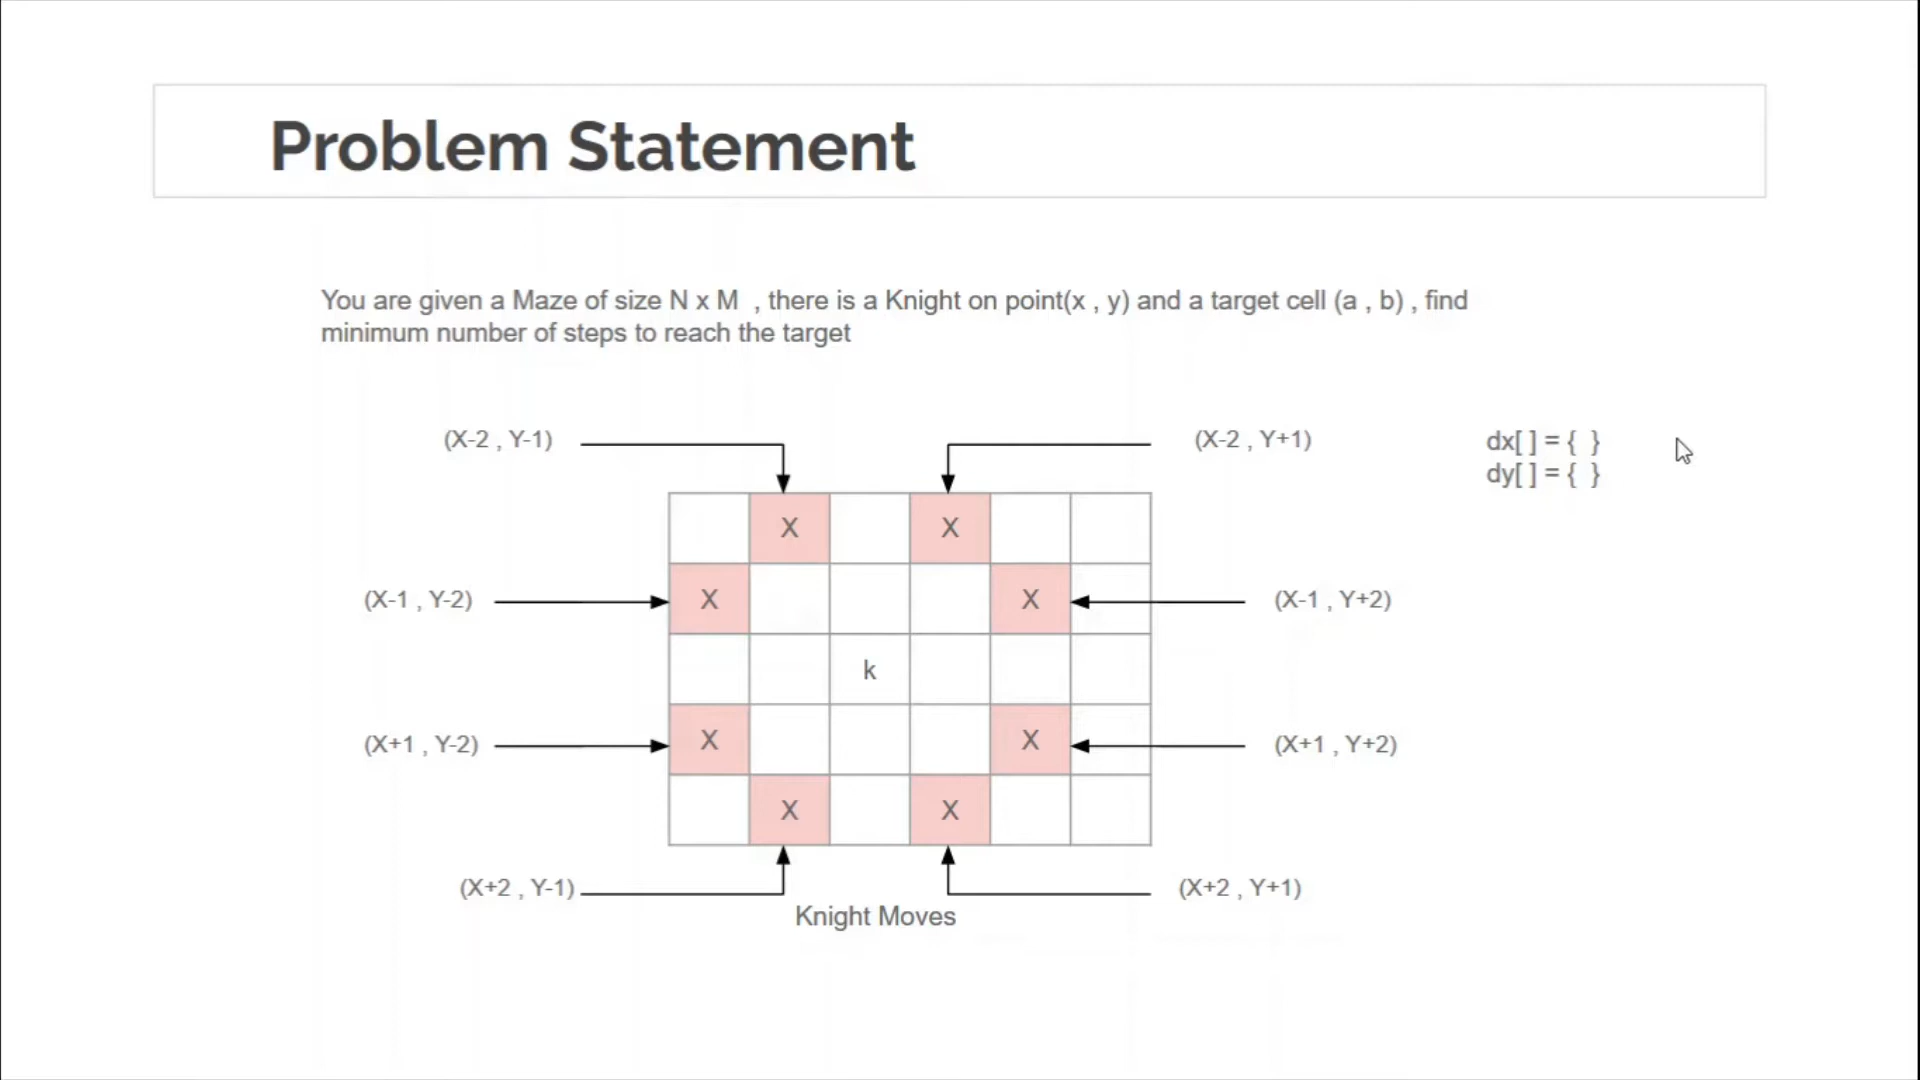 Problem Statement
You are given a Maze of size N x M , there is a Knight on point(x , y) and a target cell (a , b) , find
minimum number of steps to reach the target
(X-2 , Y-1)
(X-2 , Y+1)
dx[ ] = { }
dy[ ] = { }
X X
(X-1 , Y-2)
X X
(X-1 , Y+2)
k
(X+1 , Y-2)
X X
(X+1 , Y+2)
X X
(X+2 , Y-1)
(X+2 , Y+1)
Knight Moves